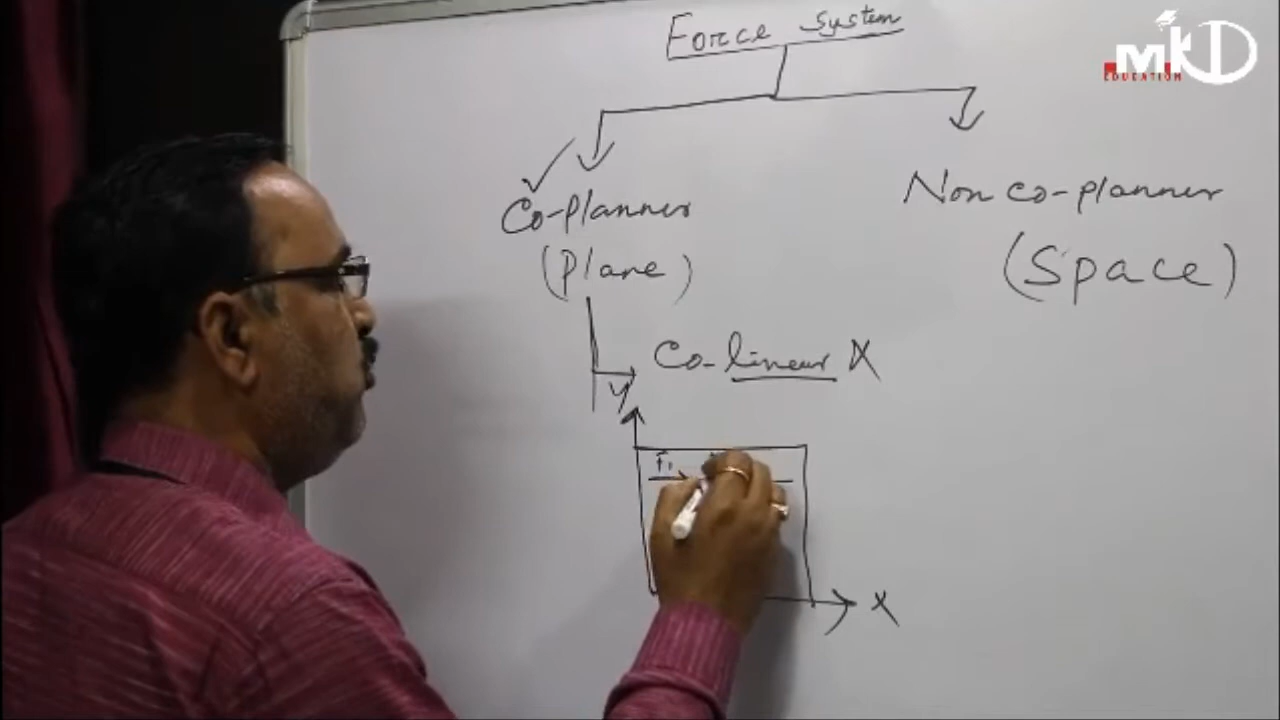 Force System
MKD
EDUCATION
Co-planner
Non co-planner
(Plane)
(Space)
Co-linear X
y
F1
X